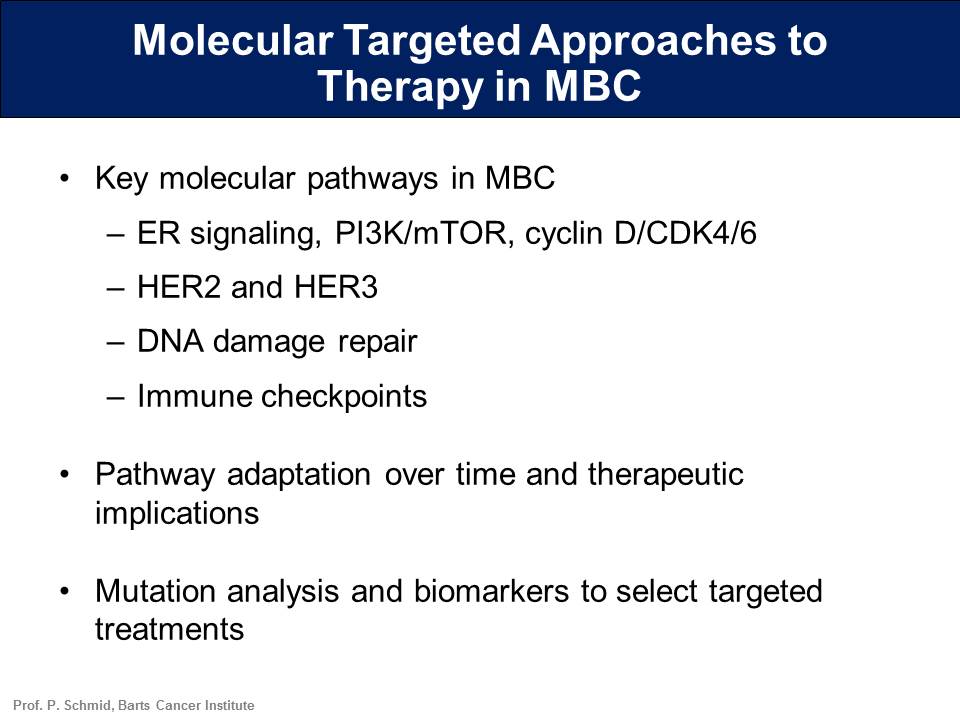 Molecular Targeted Approaches to
Therapy in MBC
• Key molecular pathways in MBC
– ER signaling, PI3K/mTOR, cyclin D/CDK4/6
– HER2 and HER3
– DNA damage repair
– Immune checkpoints
• Pathway adaptation over time and therapeutic
implications
• Mutation analysis and biomarkers to select targeted
treatments
Prof. P. Schmid, Barts Cancer Institute